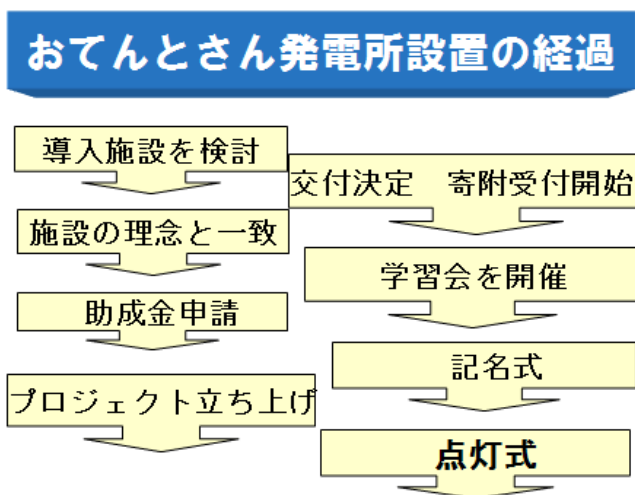 おてんとさん発電所設置の経過
導入施設を検討
施設の理念と一致
助成金申請
プロジェクト立ち上げ
交付決定　寄附受付開始
学習会を開催
記名式
点灯式